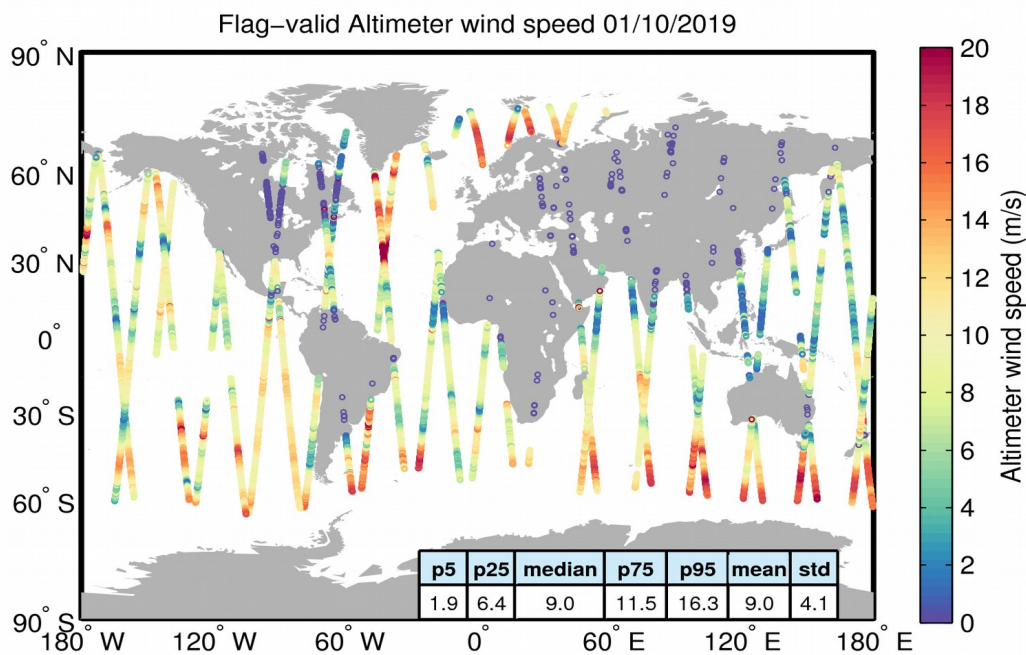 Flag−valid Altimeter wind speed 01/10/2019
90° N
60° N
30° N
0°
30° S
60° S
90° S
180° W
120° W
60° W
0°
60° E
120° E
180° E
p5 p25 median p75 p95 mean std
1.9 6.4 9.0 11.5 16.3 9.0 4.1
20
18
16
14
12
10
8
6
4
2
0
Altimeter wind speed (m/s)